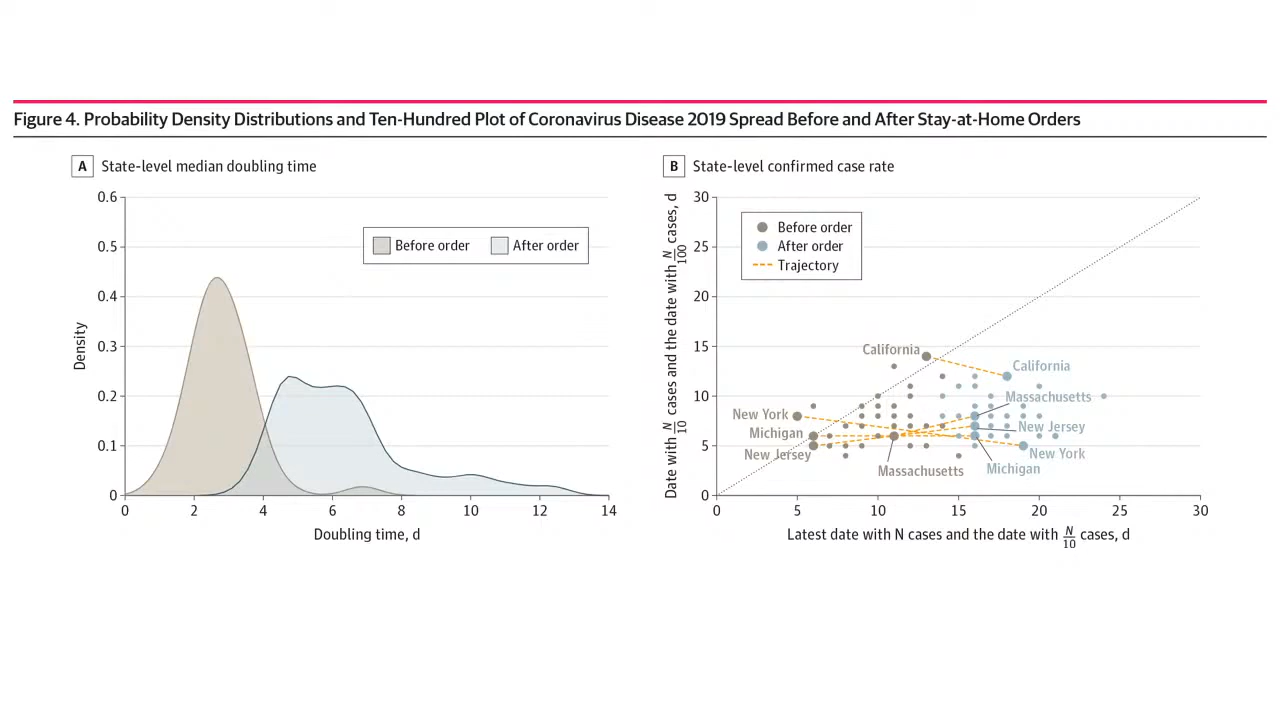 Figure 4. Probability Density Distributions and Ten-Hundred Plot of Coronavirus Disease 2019 Spread Before and After Stay-at-Home Orders
A State-level median doubling time
0.6
0.5
0.4
0.3
0.2
0.1
0
Density
Before order
After order
0 2 4 6 8 10 12 14
Doubling time, d
B State-level confirmed case rate
30
25
20
15
10
5
0
Date with N/10 cases and the date with N/100 cases, d
Before order
After order
Trajectory
California
California
Massachusetts
New York
New Jersey
Michigan
New York
New Jersey
Massachusetts
Michigan
0 5 10 15 20 25 30
Latest date with N cases and the date with N/10 cases, d